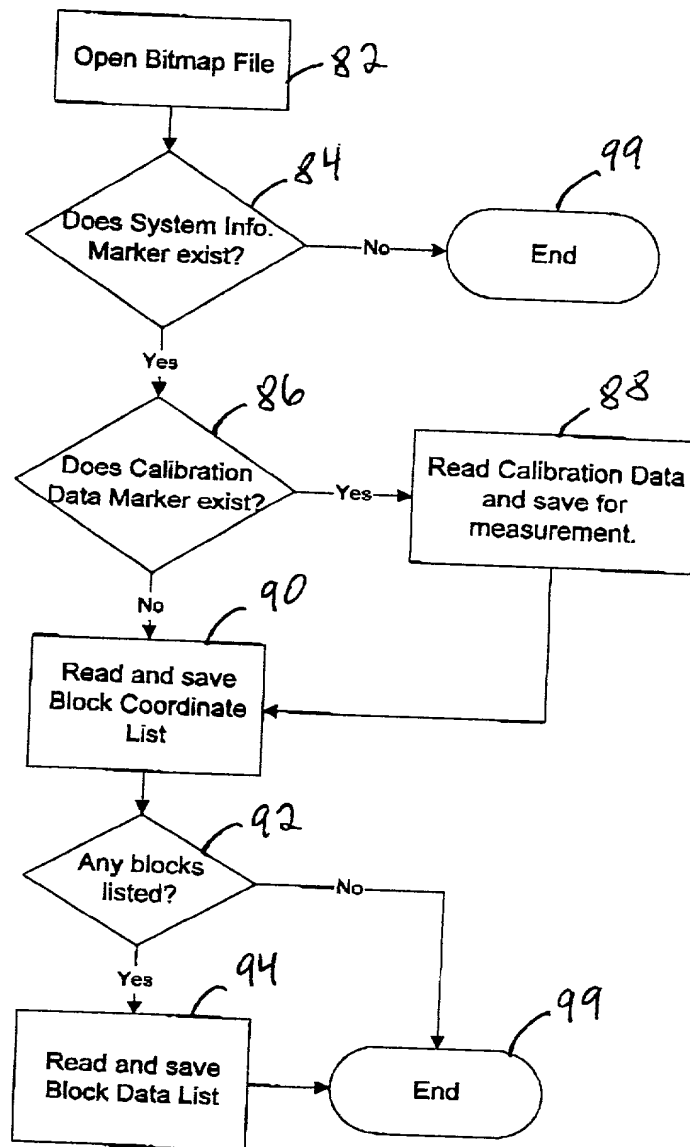 Open Bitmap File
82
84
Does System Info.
Marker exist?
No
99
End
Yes
86
Does Calibration
Data Marker exist?
Yes
88
Read Calibration Data
and save for
measurement.
No
90
Read and save
Block Coordinate
List
92
Any blocks
listed?
No
Yes
94
Read and save
Block Data List
99
End